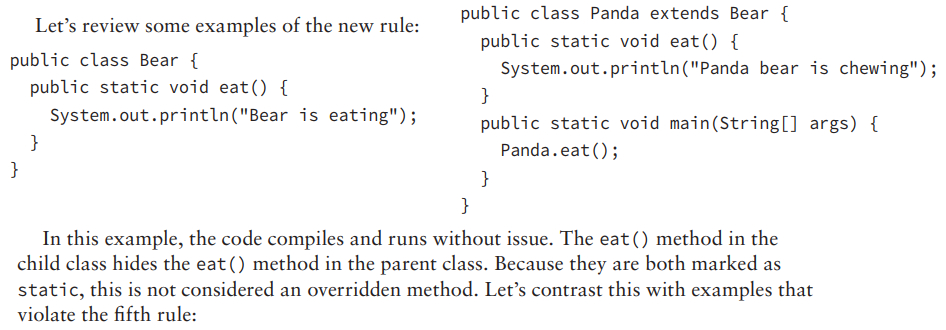 Let's review some examples of the new rule:
public class Bear {
  public static void eat() {
    System.out.println("Bear is eating");
  }
}
public class Panda extends Bear {
  public static void eat() {
    System.out.println("Panda bear is chewing");
  }
  public static void main(String[] args) {
    Panda.eat();
  }
}
In this example, the code compiles and runs without issue. The eat() method in the
child class hides the eat() method in the parent class. Because they are both marked as
static, this is not considered an overridden method. Let's contrast this with examples that
violate the fifth rule: